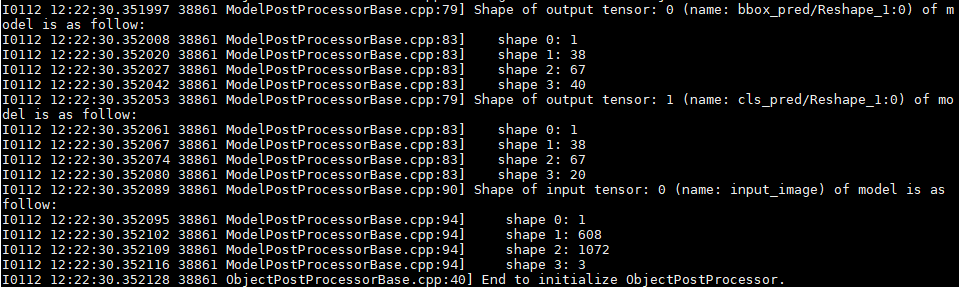 I0112 12:22:30.351997 38861 ModelPostProcessorBase.cpp:79] Shape of output tensor: 0 (name: bbox_pred/Reshape_1:0) of m
odel is as follow:
I0112 12:22:30.352008 38861 ModelPostProcessorBase.cpp:83]    shape 0: 1
I0112 12:22:30.352020 38861 ModelPostProcessorBase.cpp:83]    shape 1: 38
I0112 12:22:30.352027 38861 ModelPostProcessorBase.cpp:83]    shape 2: 67
I0112 12:22:30.352042 38861 ModelPostProcessorBase.cpp:83]    shape 3: 40
I0112 12:22:30.352053 38861 ModelPostProcessorBase.cpp:79] Shape of output tensor: 1 (name: cls_pred/Reshape_1:0) of mo
del is as follow:
I0112 12:22:30.352061 38861 ModelPostProcessorBase.cpp:83]    shape 0: 1
I0112 12:22:30.352067 38861 ModelPostProcessorBase.cpp:83]    shape 1: 38
I0112 12:22:30.352074 38861 ModelPostProcessorBase.cpp:83]    shape 2: 67
I0112 12:22:30.352080 38861 ModelPostProcessorBase.cpp:83]    shape 3: 20
I0112 12:22:30.352089 38861 ModelPostProcessorBase.cpp:90] Shape of input tensor: 0 (name: input_image) of model is as
follow:
I0112 12:22:30.352095 38861 ModelPostProcessorBase.cpp:94]     shape 0: 1
I0112 12:22:30.352102 38861 ModelPostProcessorBase.cpp:94]     shape 1: 608
I0112 12:22:30.352109 38861 ModelPostProcessorBase.cpp:94]     shape 2: 1072
I0112 12:22:30.352116 38861 ModelPostProcessorBase.cpp:94]     shape 3: 3
I0112 12:22:30.352128 38861 ObjectPostProcessorBase.cpp:40] End to initialize ObjectPostProcessor.